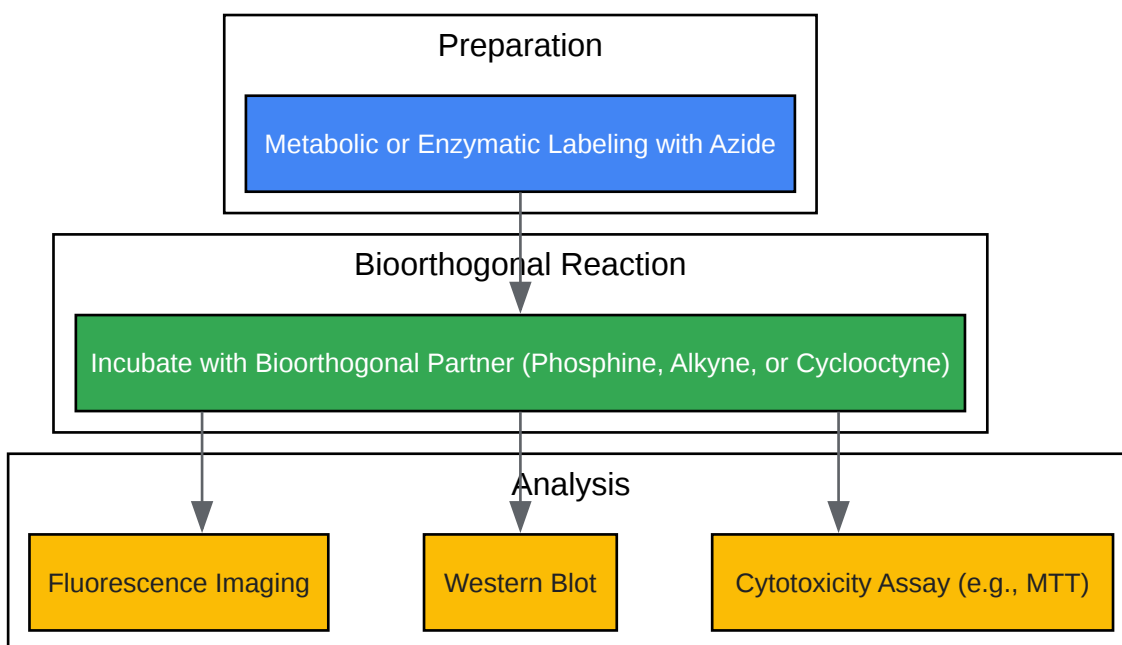 Preparation
Metabolic or Enzymatic Labeling with Azide
Bioorthogonal Reaction
Incubate with Bioorthogonal Partner (Phosphine, Alkyne, or Cyclooctyne)
Analysis
Fluorescence Imaging
Western Blot
Cytotoxicity Assay (e.g., MTT)